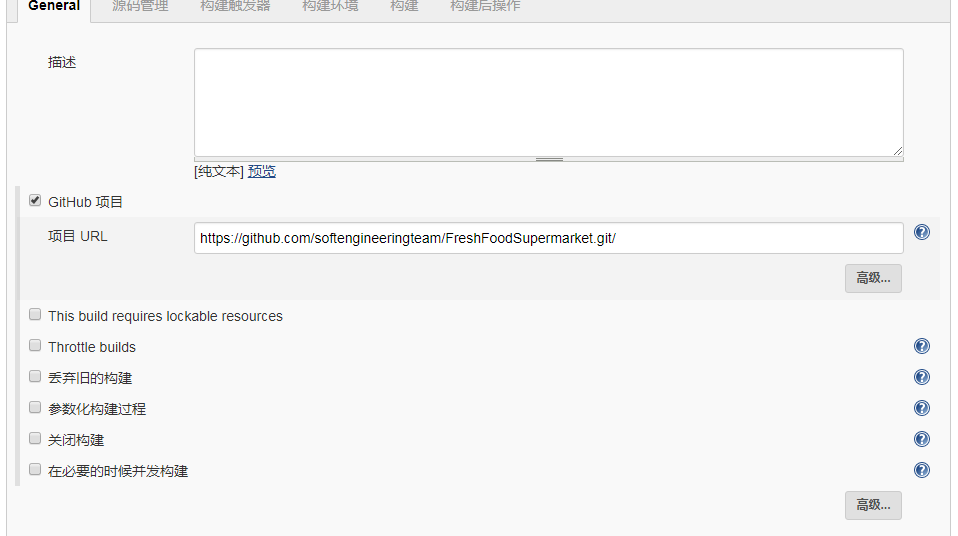 General 源码管理 构建触发器 构建环境 构建 构建后操作
描述
[纯文本] 预览
GitHub 项目
项目 URL https://github.com/softengineeringteam/FreshFoodSupermarket.git/
高级...
This build requires lockable resources
Throttle builds
丢弃旧的构建
参数化构建过程
关闭构建
在必要的时候并发构建
高级...